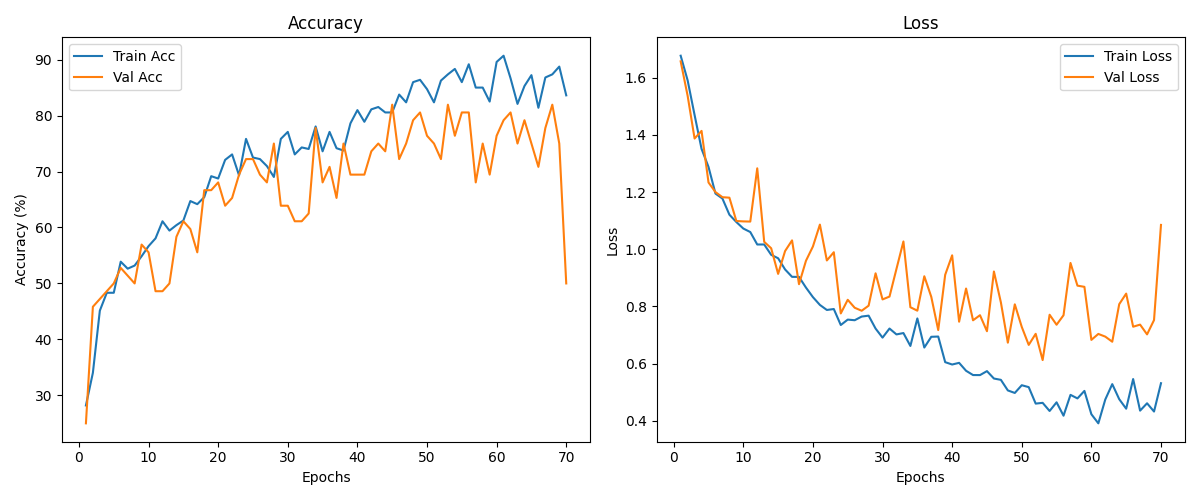 Accuracy
Train Acc
Val Acc
Accuracy (%)
90
80
70
60
50
40
30
0 10 20 30 40 50 60 70
Epochs
Loss
Train Loss
Val Loss
Loss
1.6
1.4
1.2
1.0
0.8
0.6
0.4
0 10 20 30 40 50 60 70
Epochs